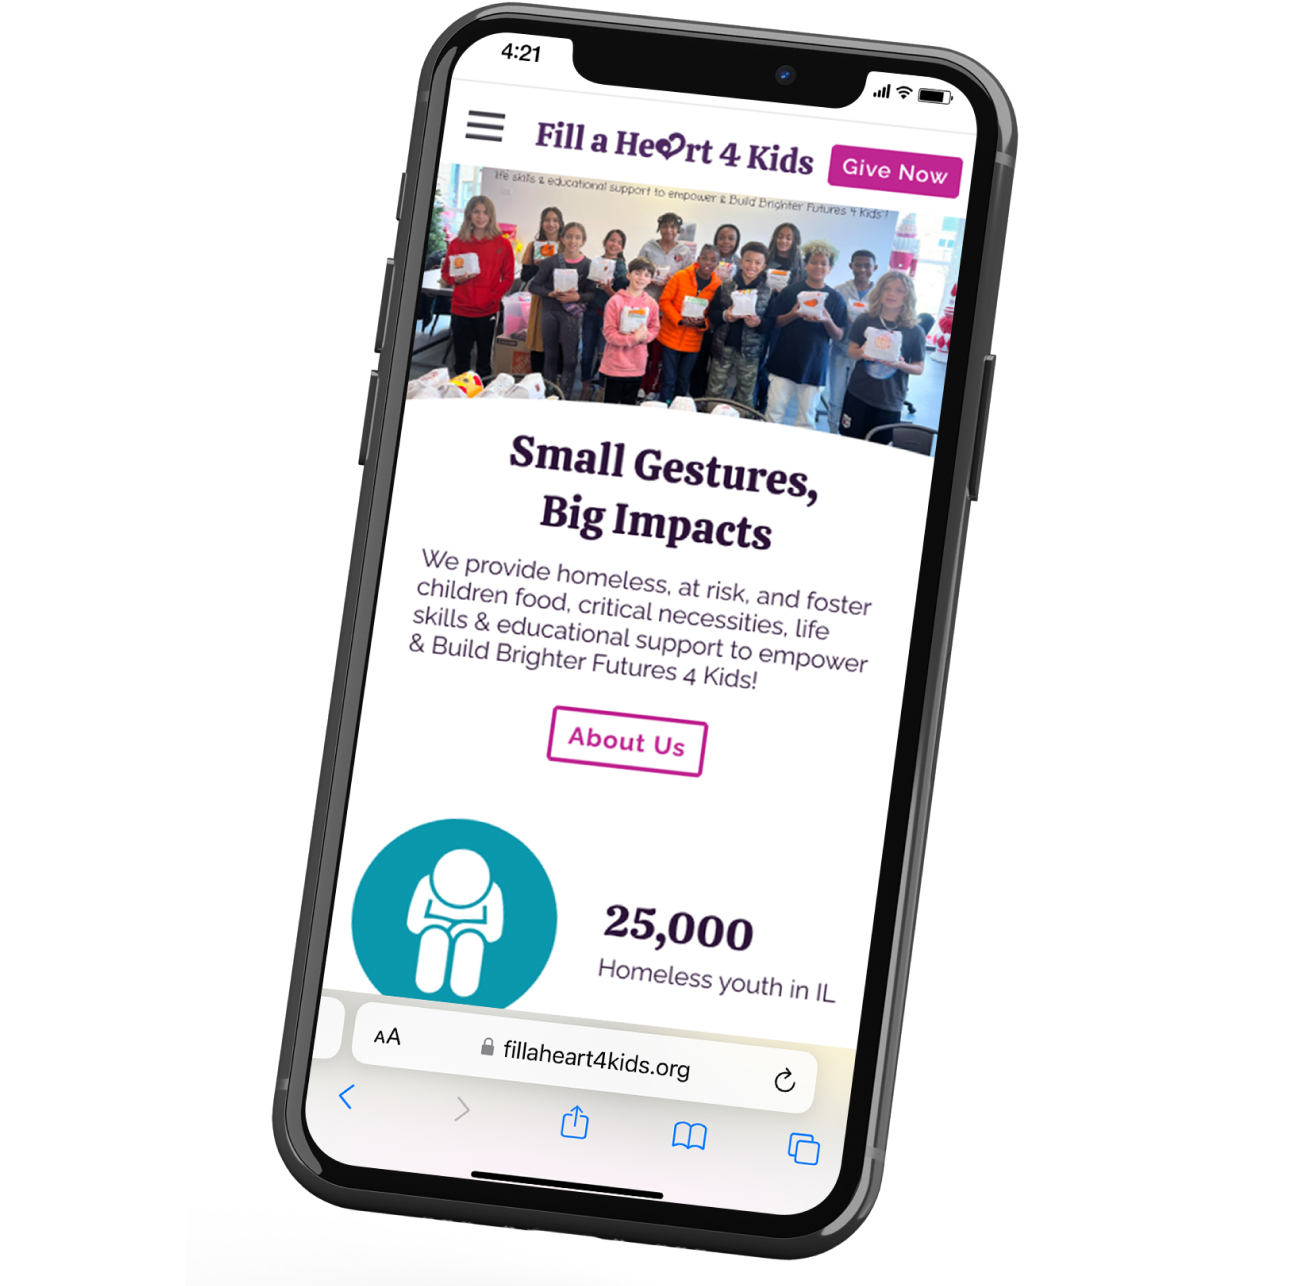 4:21
Fill a Heart 4 Kids
Give Now
life skills & educational support to empower & Build Brighter Futures 4 Kids!
Small Gestures,
Big Impacts
We provide homeless, at risk, and foster
children food, critical necessities, life
skills & educational support to empower
& Build Brighter Futures 4 Kids!
About Us
25,000
Homeless youth in IL
AA
fillaheart4kids.org